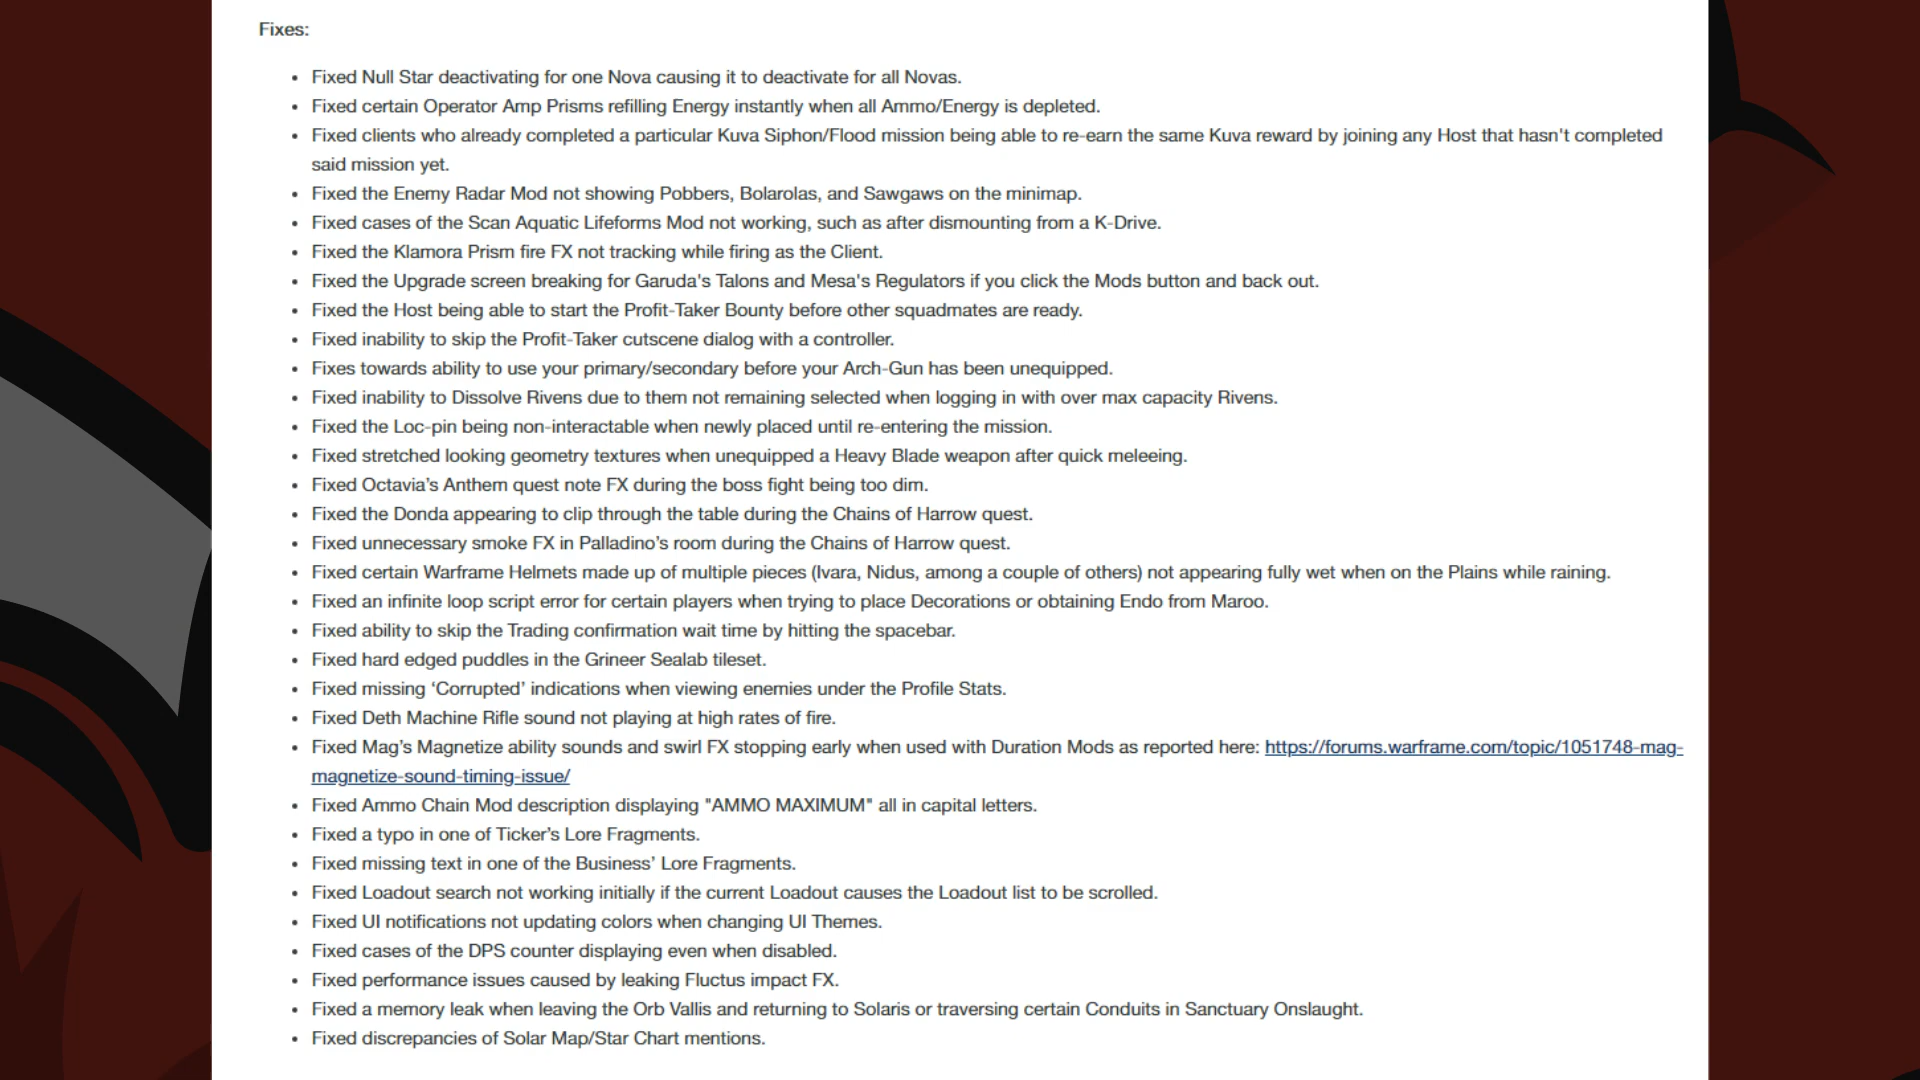 Fixes:
Fixed Null Star deactivating for one Nova causing it to deactivate for all Novas.
Fixed certain Operator Amp Prisms refilling Energy instantly when all Ammo/Energy is depleted.
Fixed clients who already completed a particular Kuva Siphon/Flood mission being able to re-earn the same Kuva reward by joining any Host that hasn't completed
said mission yet.
Fixed the Enemy Radar Mod not showing Pobbers, Bolarolas, and Sawgaws on the minimap.
Fixed cases of the Scan Aquatic Lifeforms Mod not working, such as after dismounting from a K-Drive.
Fixed the Klamora Prism fire FX not tracking while firing as the Client.
Fixed the Upgrade screen breaking for Garuda's Talons and Mesa's Regulators if you click the Mods button and back out.
Fixed the Host being able to start the Profit-Taker Bounty before other squadmates are ready.
Fixed inability to skip the Profit-Taker cutscene dialog with a controller.
Fixes towards ability to use your primary/secondary before your Arch-Gun has been unequipped.
Fixed inability to Dissolve Rivens due to them not remaining selected when logging in with over max capacity Rivens.
Fixed the Loc-pin being non-interactable when newly placed until re-entering the mission.
Fixed stretched looking geometry textures when unequipped a Heavy Blade weapon after quick meleeing.
Fixed Octavia’s Anthem quest note FX during the boss fight being too dim.
Fixed the Donda appearing to clip through the table during the Chains of Harrow quest.
Fixed unnecessary smoke FX in Palladino’s room during the Chains of Harrow quest.
Fixed certain Warframe Helmets made up of multiple pieces (Ivara, Nidus, among a couple of others) not appearing fully wet when on the Plains while raining.
Fixed an infinite loop script error for certain players when trying to place Decorations or obtaining Endo from Maroo.
Fixed ability to skip the Trading confirmation wait time by hitting the spacebar.
Fixed hard edged puddles in the Grineer Sealab tileset.
Fixed missing ‘Corrupted’ indications when viewing enemies under the Profile Stats.
Fixed Deth Machine Rifle sound not playing at high rates of fire.
Fixed Mag’s Magnetize ability sounds and swirl FX stopping early when used with Duration Mods as reported here: https://forums.warframe.com/topic/1051748-mag-
magnetize-sound-timing-issue/
Fixed Ammo Chain Mod description displaying "AMMO MAXIMUM" all in capital letters.
Fixed a typo in one of Ticker’s Lore Fragments.
Fixed missing text in one of the Business’ Lore Fragments.
Fixed Loadout search not working initially if the current Loadout causes the Loadout list to be scrolled.
Fixed UI notifications not updating colors when changing UI Themes.
Fixed cases of the DPS counter displaying even when disabled.
Fixed performance issues caused by leaking Fluctus impact FX.
Fixed a memory leak when leaving the Orb Vallis and returning to Solaris or traversing certain Conduits in Sanctuary Onslaught.
Fixed discrepancies of Solar Map/Star Chart mentions.